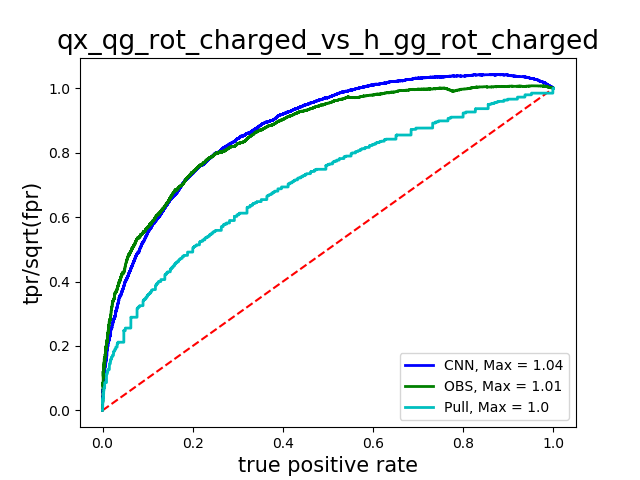 qx_qg_rot_charged_vs_h_gg_rot_charged
tpr/sqrt(fpr)
1.0
0.8
0.6
0.4
0.2
0.0
CNN, Max = 1.04
OBS, Max = 1.01
Pull, Max = 1.0
0.0 0.2 0.4 0.6 0.8 1.0
true positive rate